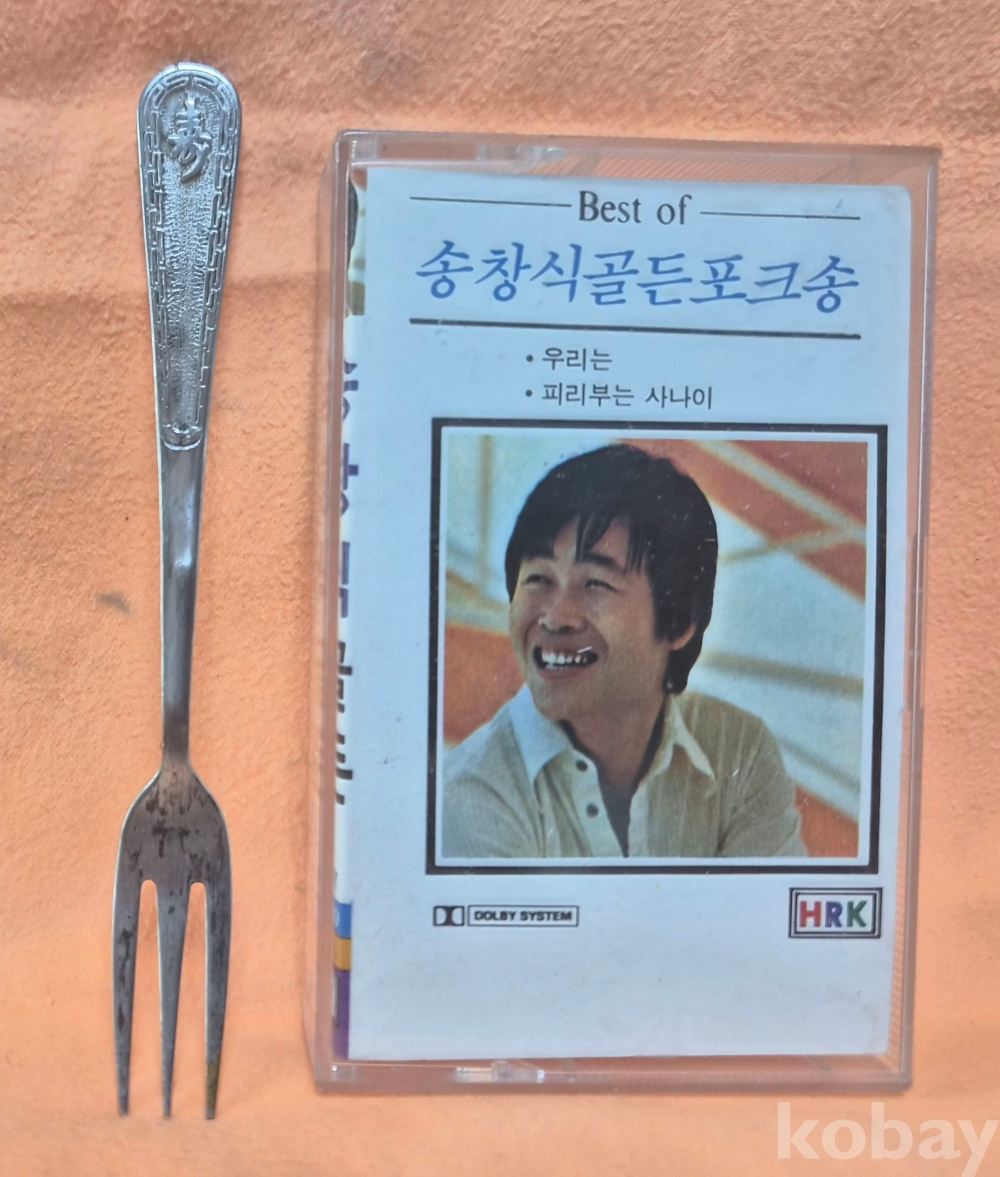 寿
Best of
송창식골든포크송
• 우리는
• 피리부는 사나이
DOLBY SYSTEM
HRK
kobay